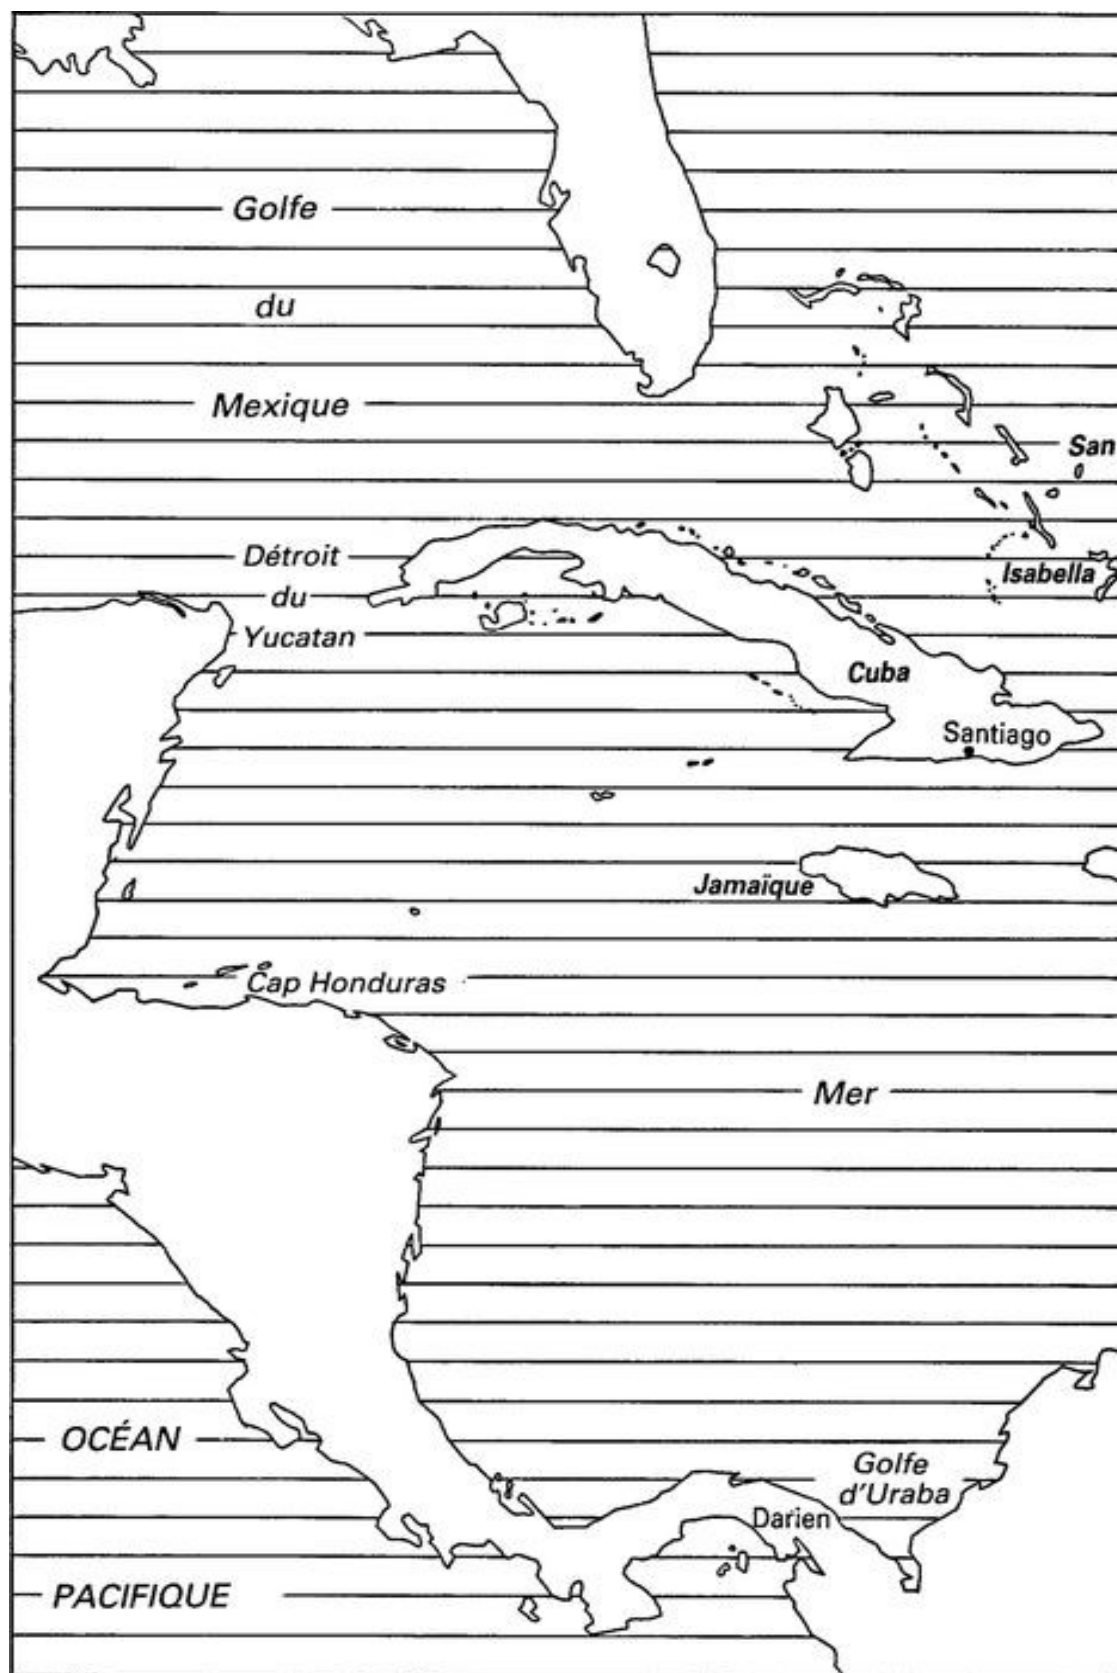 Golfe
du
Mexique
San
Détroit
du
Yucatan
Isabella
Cuba
Santiago
Jamaïque
Cap Honduras
Mer
OCÉAN
PACIFIQUE
Golfe
d'Uraba
Darien